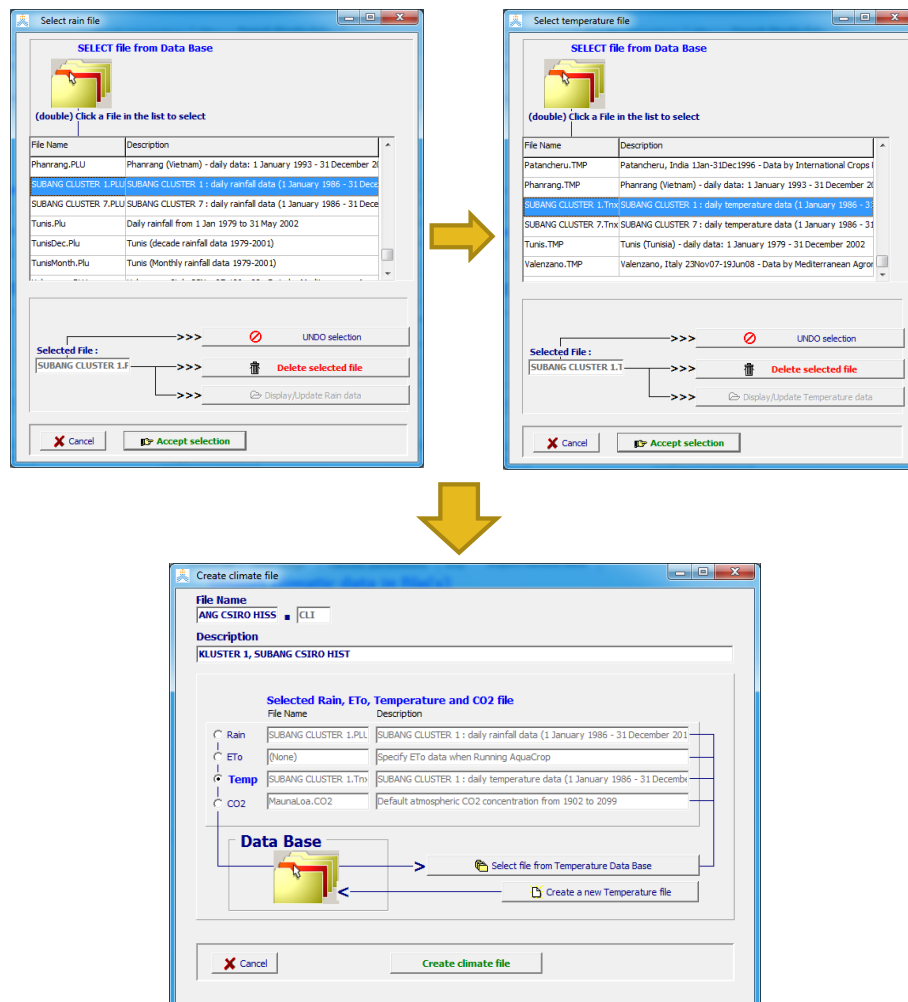 Select rain file
SELECT file from Data Base
(double) Click a File in the list to select
File Name Description
Phanrang.PLU Phanrang (Vietnam) - daily data: 1 January 1993 - 31 December 20
SUBANG CLUSTER 1.PLU SUBANG CLUSTER 1 : daily rainfall data (1 January 1986 - 31 Dece
SUBANG CLUSTER 7.PLU SUBANG CLUSTER 7 : daily rainfall data (1 January 1986 - 31 Dece
Tunis.Plu Daily rainfall from 1 Jan 1979 to 31 May 2002
TunisDec.Plu Tunis (decade rainfall data 1979-2001)
TunisMonth.Plu Tunis (Monthly rainfall data 1979-2001)
>>> UNDO selection
Selected File :
SUBANG CLUSTER 1.F >>> Delete selected file
>>> Display/Update Rain data
Cancel Accept selection
Select temperature file
SELECT file from Data Base
(double) Click a File in the list to select
File Name Description
Patancheru.TMP Patancheru, India 1Jan-31Dec1996 - Data by International Crops
Phanrang.TMP Phanrang (Vietnam) - daily data: 1 January 1993 - 31 December 20
SUBANG CLUSTER 1.Tnx SUBANG CLUSTER 1 : daily temperature data (1 January 1986 - 3
SUBANG CLUSTER 7.Tnx SUBANG CLUSTER 7 : daily temperature data (1 January 1986 - 31
Tunis.TMP Tunis (Tunisia) - daily data: 1 January 1979 - 31 December 2002
Valenzano.TMP Valenzano, Italy 23Nov07-19Jun08 - Data by Mediterranean Agror
>>> UNDO selection
Selected File :
SUBANG CLUSTER 1.T >>> Delete selected file
>>> Display/Update Temperature data
Cancel Accept selection
Create climate file
File Name
ANG CSIRO HISS . CLI
Description
KLUSTER 1, SUBANG CSIRO HIST
Selected Rain, ETo, Temperature and CO2 file
File Name Description
Rain SUBANG CLUSTER 1.PLU SUBANG CLUSTER 1 : daily rainfall data (1 January 1986 - 31 December 201
ETo (None) Specify ETo data when Running AquaCrop
Temp SUBANG CLUSTER 1.Tnx SUBANG CLUSTER 1 : daily temperature data (1 January 1986 - 31 Decembe
CO2 MaunaLoa.CO2 Default atmospheric CO2 concentration from 1902 to 2099
Data Base
> Select file from Temperature Data Base
< Create a new Temperature file
Cancel Create climate file